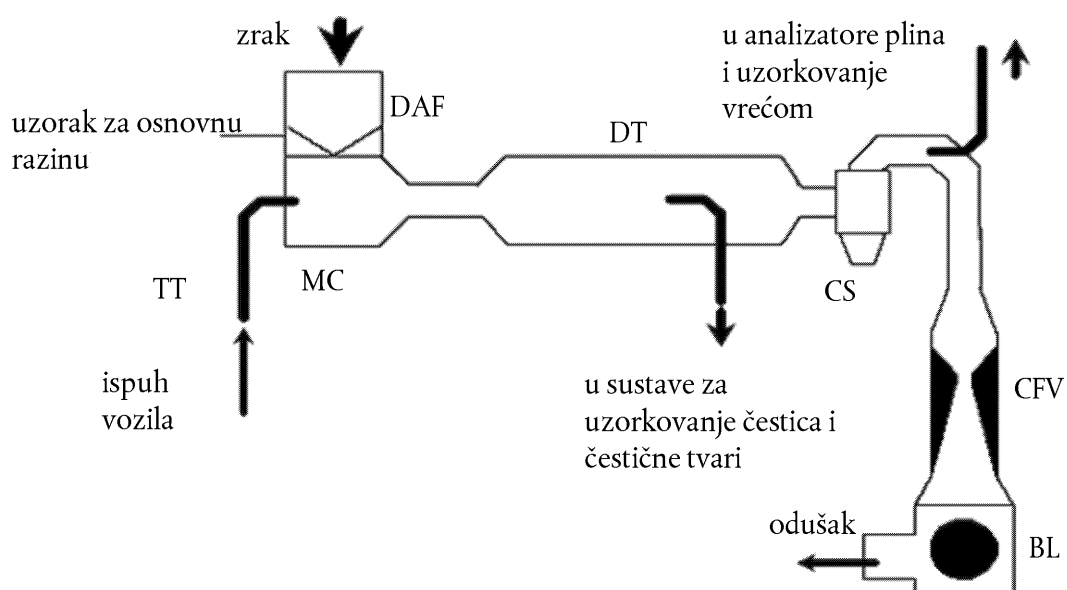 zrak
DAF
uzorak za osnovnu
razinu
TT
MC
ispuh
vozila
DT
u sustave za
uzorkovanje čestica i
čestične tvari
u analizatore plina
i uzorkovanje
vrećom
CS
CFV
odušak
BL